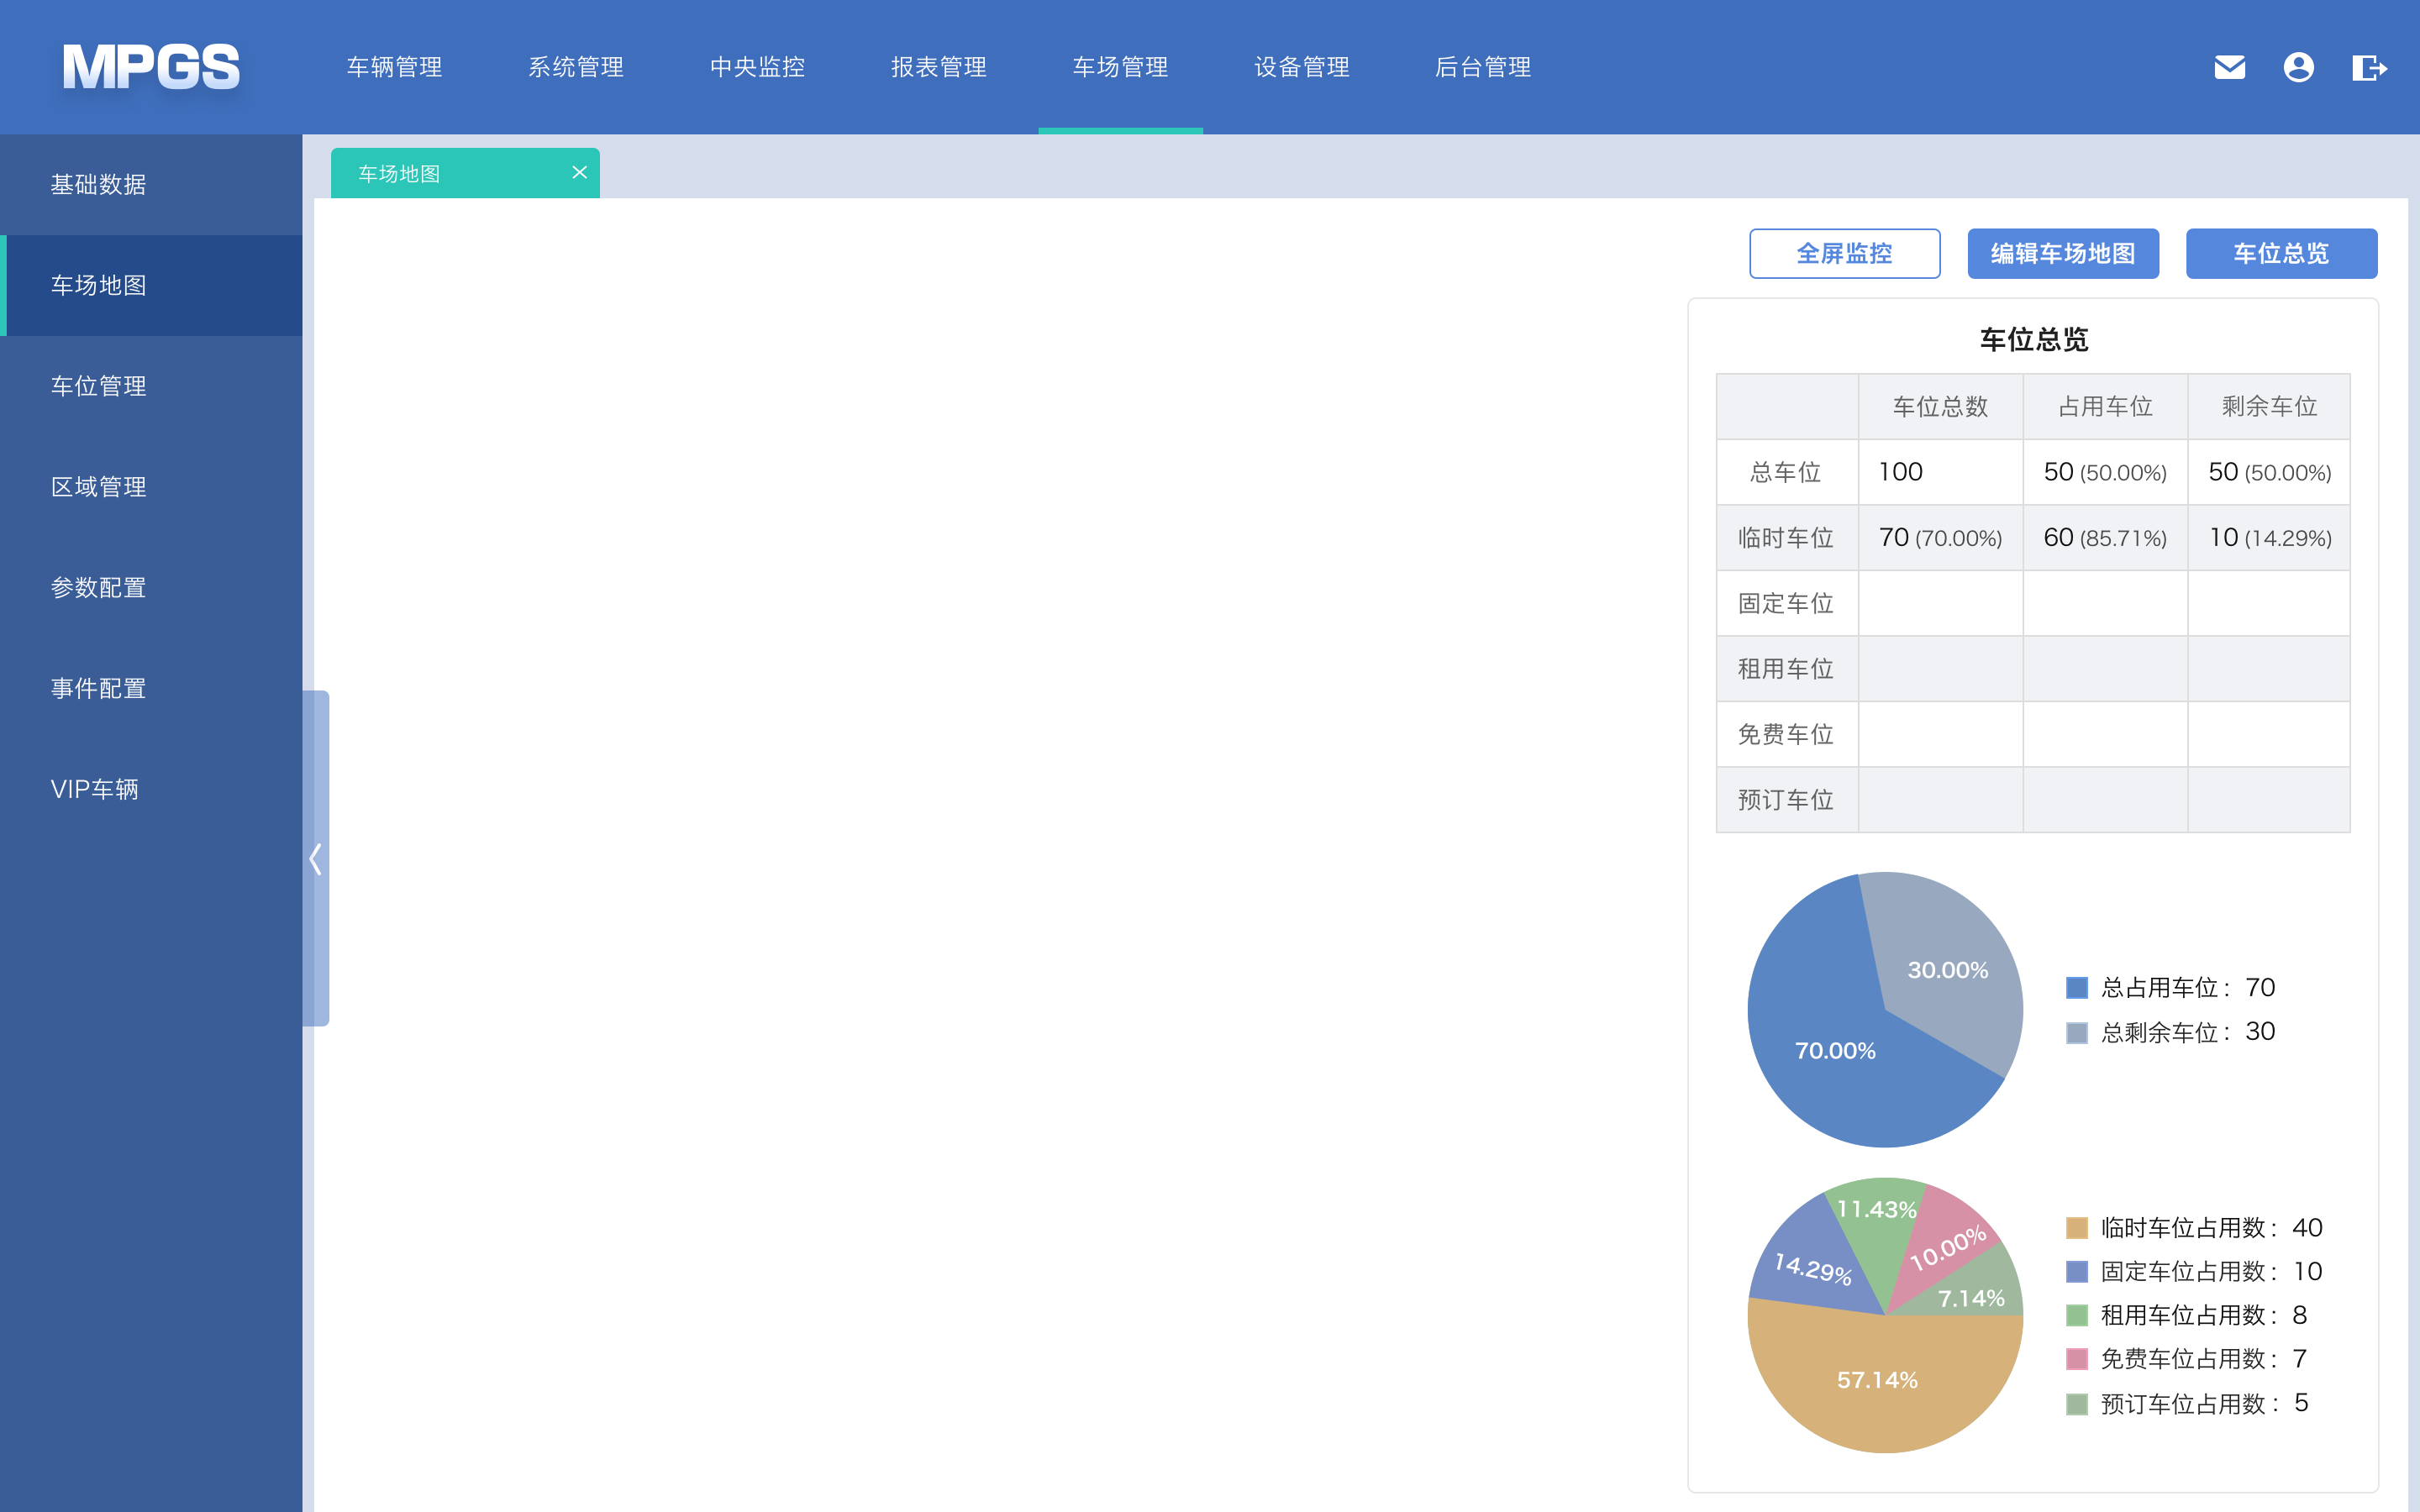 MPGS 车辆管理 系统管理 中央监控 报表管理 车场管理 设备管理 后台管理
基础数据
车场地图
车位管理
区域管理
参数配置
事件配置
VIP车辆
车场地图
全屏监控 编辑车场地图 车位总览
车位总览
车位总数 占用车位 剩余车位
总车位 100 50 (50.00%) 50 (50.00%)
临时车位 70 (70.00%) 60 (85.71%) 10 (14.29%)
固定车位
租用车位
免费车位
预订车位
30.00%
70.00%
总占用车位: 70
总剩余车位: 30
11.43%
10.00%
14.29%
7.14%
57.14%
临时车位占用数: 40
固定车位占用数: 10
租用车位占用数: 8
免费车位占用数: 7
预订车位占用数: 5